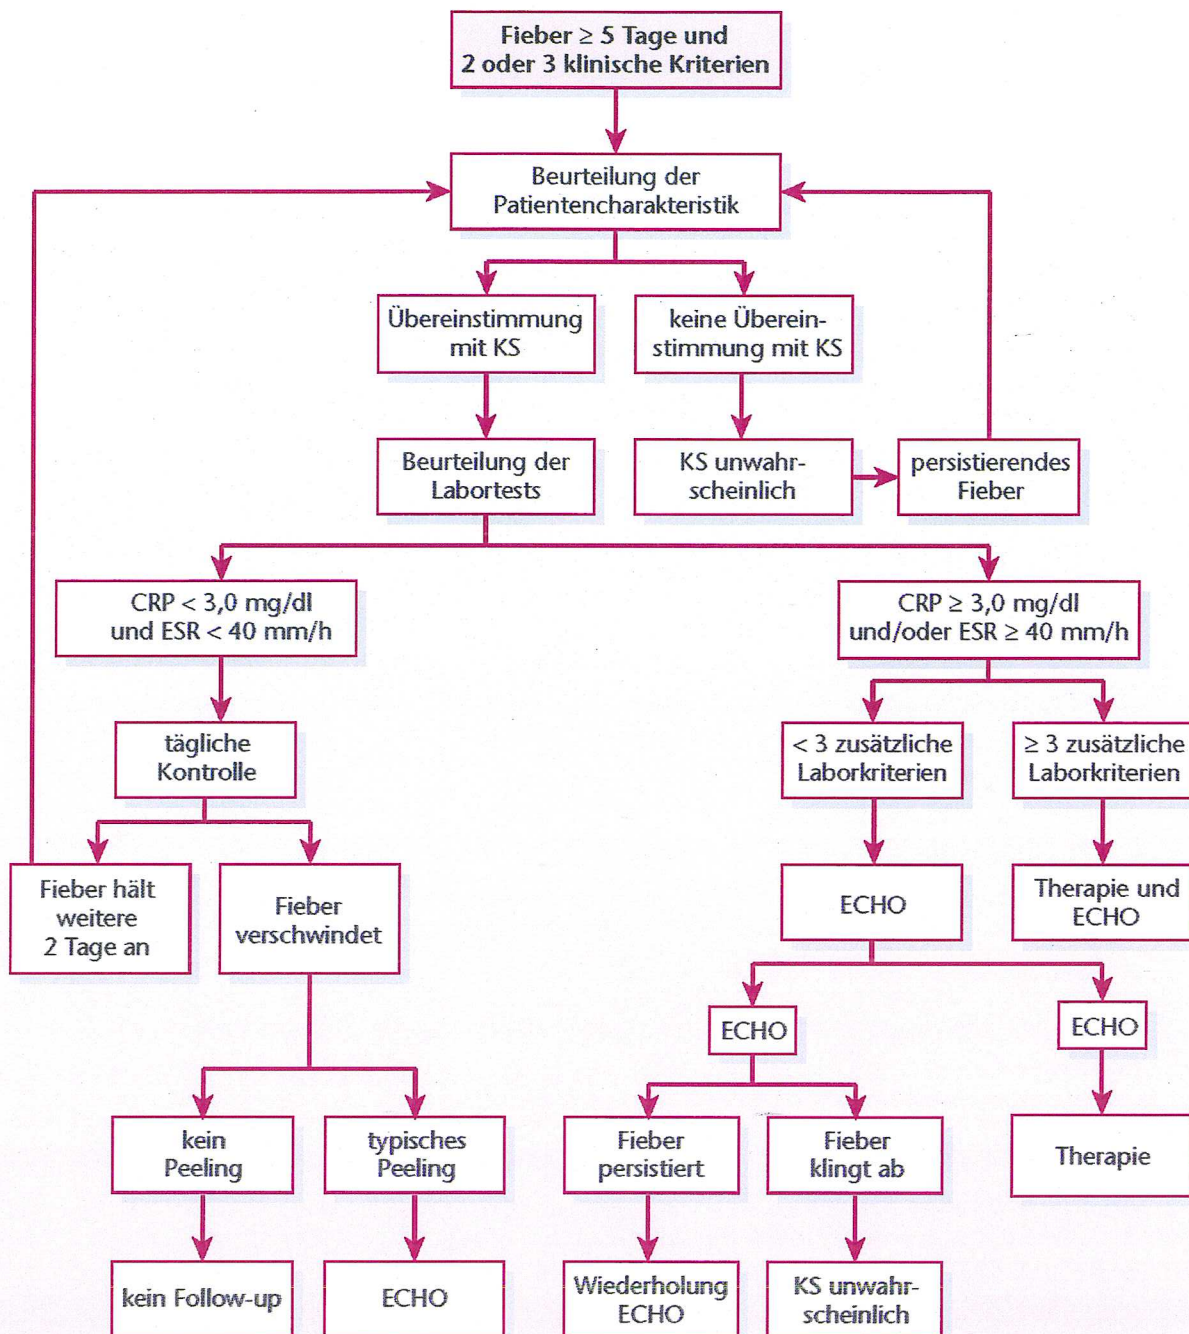 Fieber ≥ 5 Tage und
2 oder 3 klinische Kriterien
Beurteilung der
Patientencharakteristik
Übereinstimmung
mit KS
keine Überein-
stimmung mit KS
Beurteilung der
Labortests
KS unwahr-
scheinlich
persistierendes
Fieber
CRP < 3,0 mg/dl
und ESR < 40 mm/h
CRP ≥ 3,0 mg/dl
und/oder ESR ≥ 40 mm/h
tägliche
Kontrolle
< 3 zusätzliche
Laborkriterien
≥ 3 zusätzliche
Laborkriterien
Fieber hält
weitere
2 Tage an
Fieber
verschwindet
ECHO
Therapie und
ECHO
ECHO
ECHO
kein
Peeling
typisches
Peeling
Fieber
persistiert
Fieber
klingt ab
Therapie
kein Follow-up
ECHO
Wiederholung
ECHO
KS unwahr-
scheinlich